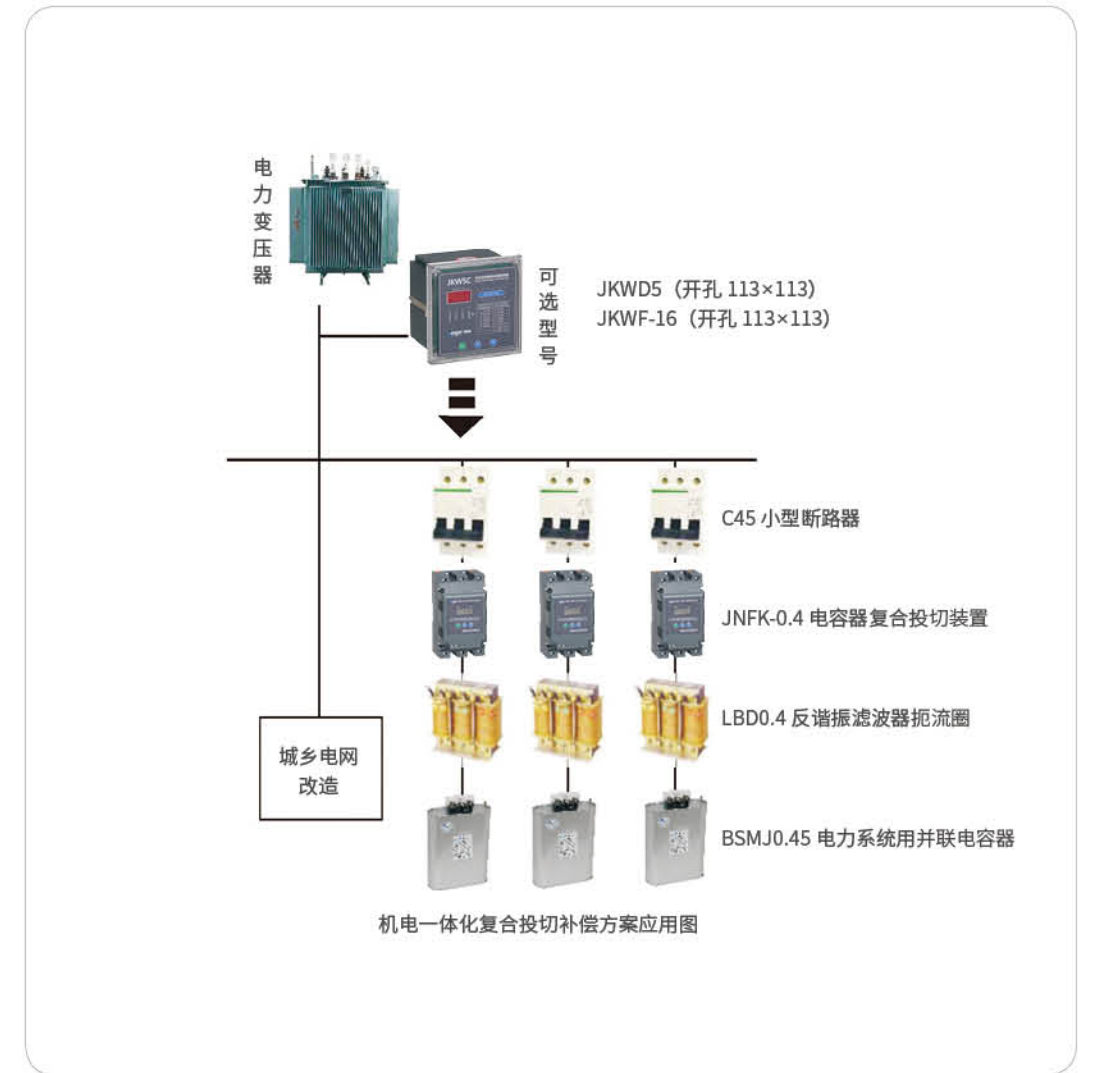 电力变压器
JKW5C
可选型号
JKWD5（开孔 113×113）
JKWF-16（开孔 113×113）
C45 小型断路器
JNFK-0.4 电容器复合投切装置
LBD0.4 反谐振滤波器扼流圈
城乡电网
改造
BSMJ0.45 电力系统用并联电容器
机电一体化复合投切补偿方案应用图